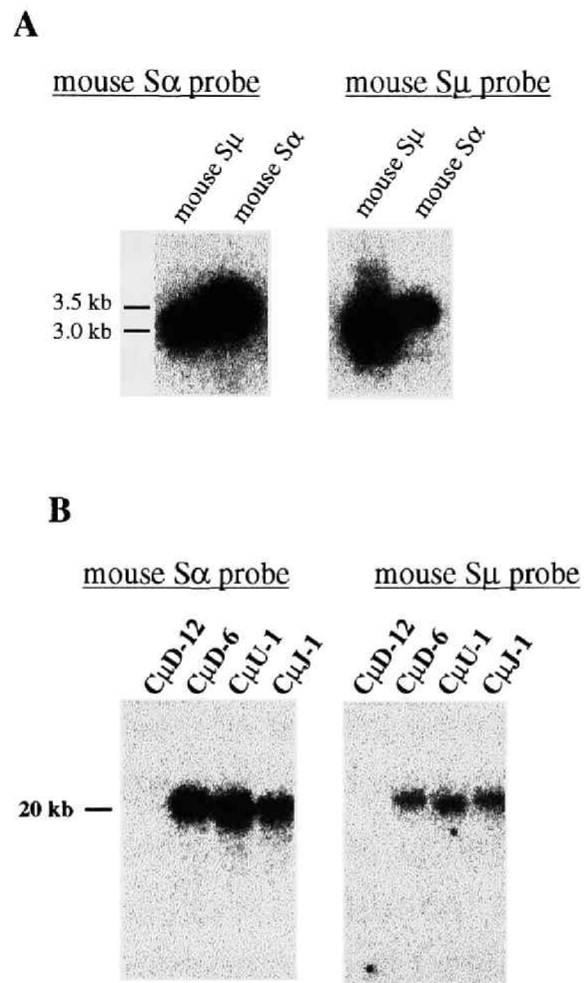 A
mouse Sα probe
mouse Sμ probe
mouse Sμ
mouse Sα
mouse Sμ
mouse Sα
3.5 kb
3.0 kb
B
mouse Sα probe
mouse Sμ probe
CμD-12
CμD-6
CμU-1
CμJ-1
CμD-12
CμD-6
CμU-1
CμJ-1
20 kb